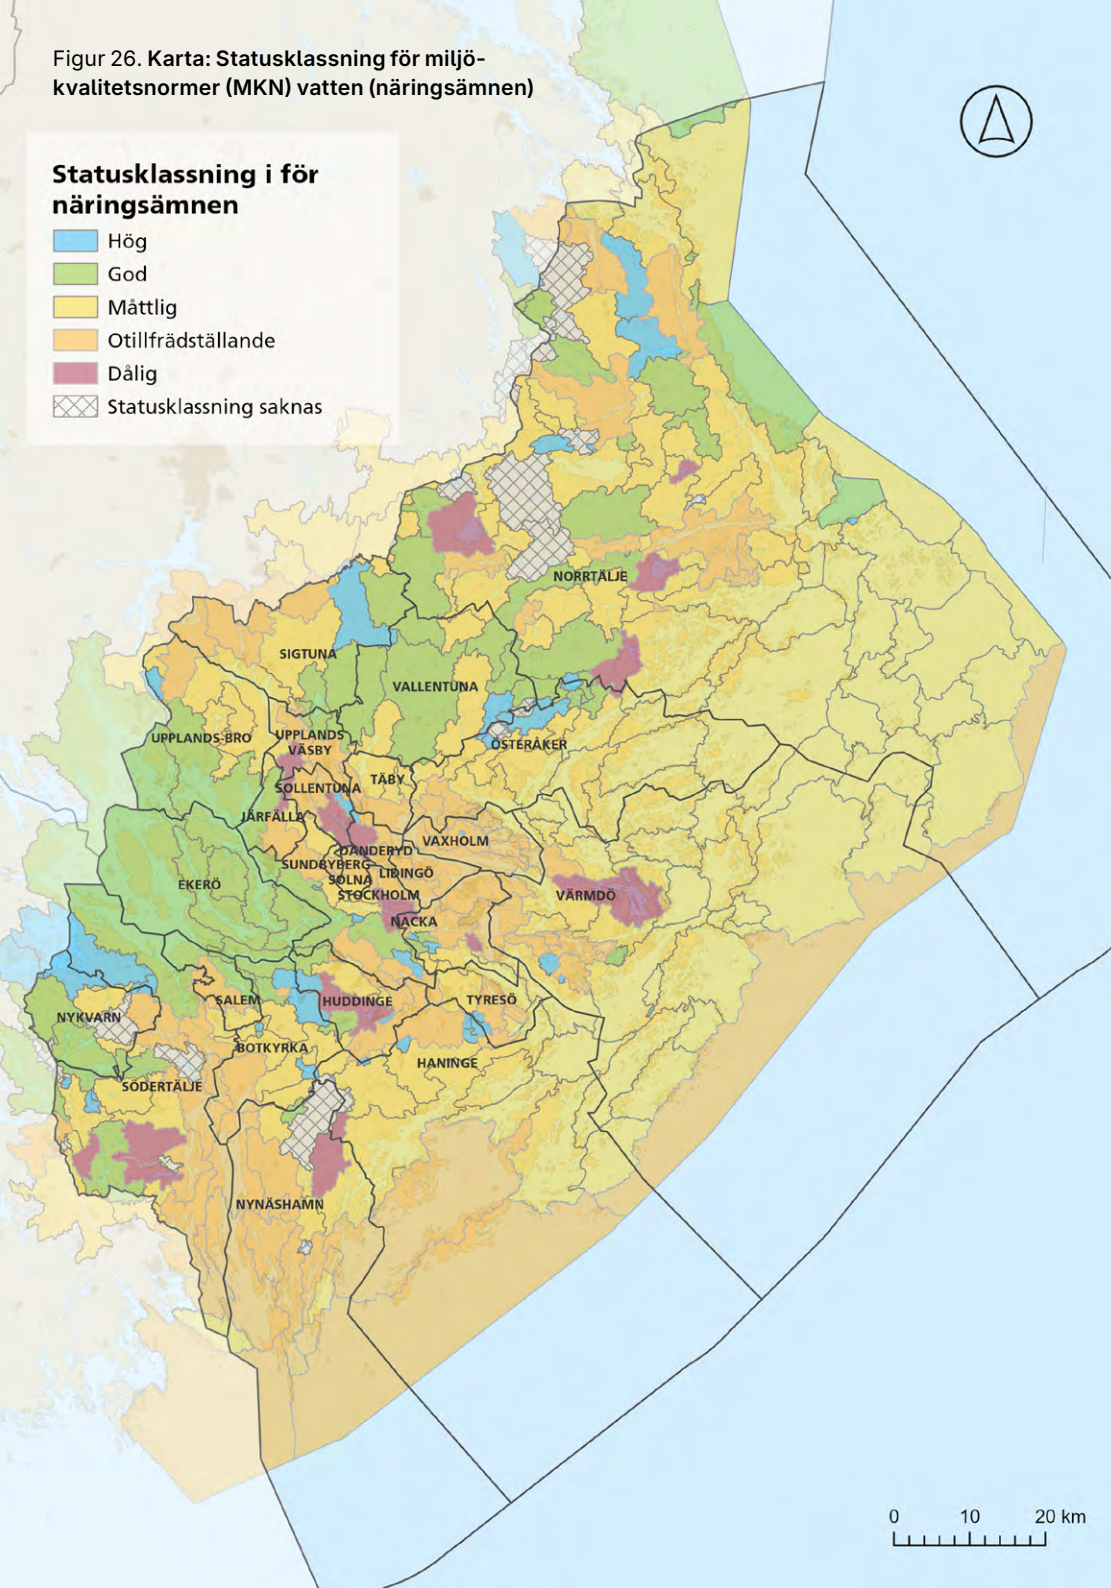 Figur 26. Karta: Statusklassning för miljö-
kvalitetsnormer (MKN) vatten (näringsämnen)
Statusklassning i för
näringsämnen
Hög
God
Måttlig
Otillfrädställande
Dålig
Statusklassning saknas
NORRTÄLJE
SIGTUNA
VALLENTUNA
UPPLANDS-BRO
UPPLANDS
VÄSBY
ÖSTERÅKER
TÄBY
SOLLENTUNA
JÄRFÄLLA
VAXHOLM
DANDERYD
SUNDBYBERG
LIDINGÖ
SOLNA
EKERÖ
STOCKHOLM
VÄRMDÖ
NACKA
SALEM
HUDDINGE
TYRESÖ
NYKVARN
BOTKYRKA
HANINGE
SÖDERTÄLJE
NYNÄSHAMN
0 10 20 km